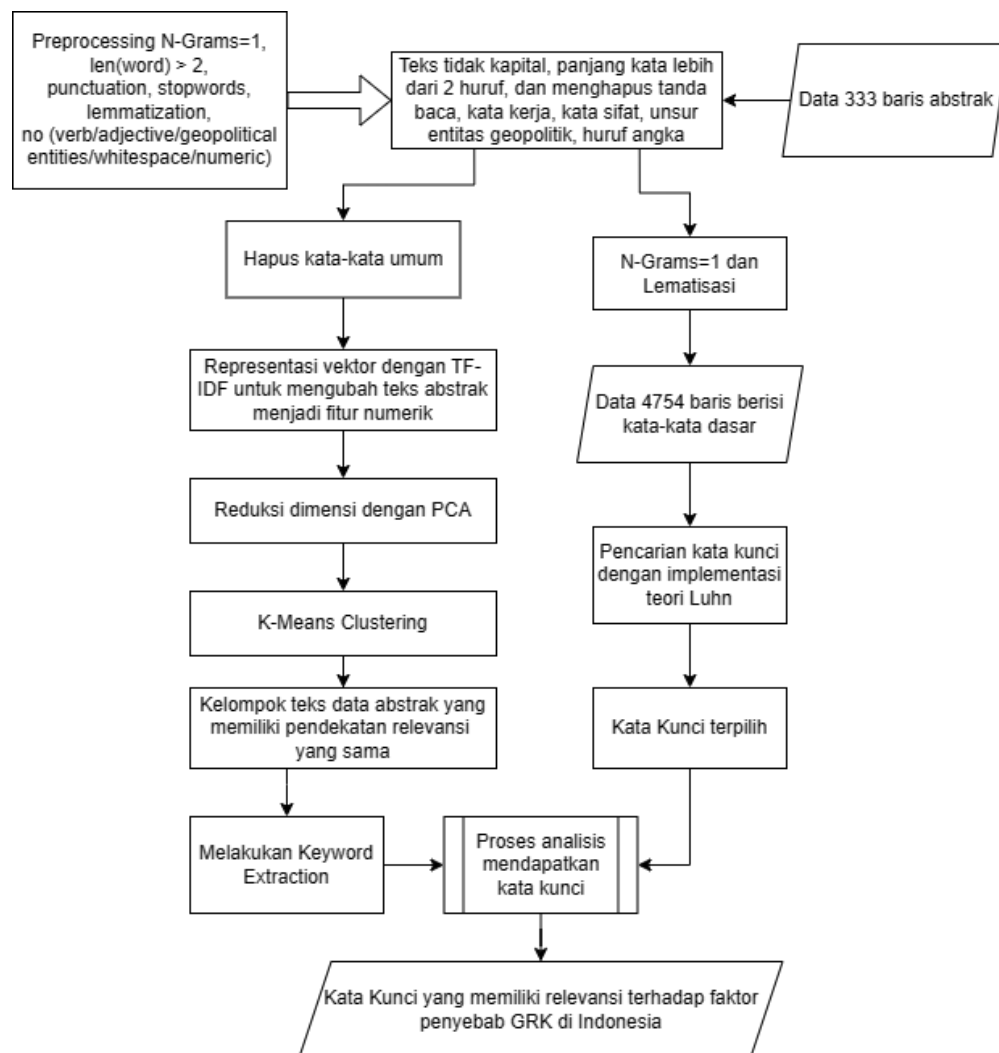 Preprocessing N-Grams=1,
len(word) > 2,
punctuation, stopwords,
lemmatization,
no (verb/adjective/geopolitical
entities/whitespace/numeric)
Teks tidak kapital, panjang kata lebih
dari 2 huruf, dan menghapus tanda
baca, kata kerja, kata sifat, unsur
entitas geopolitik, huruf angka
Data 333 baris abstrak
Hapus kata-kata umum
N-Grams=1 dan
Lematisasi
Representasi vektor dengan TF-
IDF untuk mengubah teks abstrak
menjadi fitur numerik
Data 4754 baris berisi
kata-kata dasar
Reduksi dimensi dengan PCA
Pencarian kata kunci
dengan implementasi
teori Luhn
K-Means Clustering
Kelompok teks data abstrak yang
memiliki pendekatan relevansi
yang sama
Kata Kunci terpilih
Melakukan Keyword
Extraction
Proses analisis
mendapatkan
kata kunci
Kata Kunci yang memiliki relevansi terhadap faktor
penyebab GRK di Indonesia